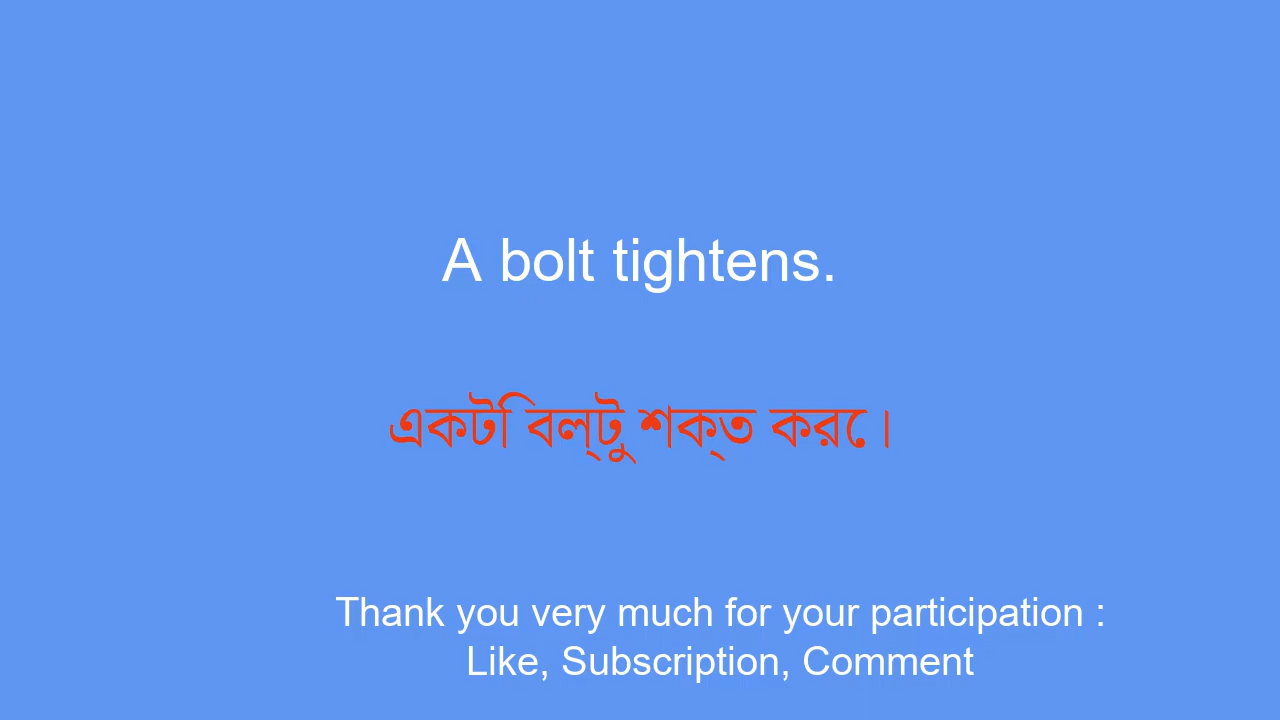 A bolt tightens.
একটি বল্টু শক্ত করে।
Thank you very much for your participation :
Like, Subscription, Comment